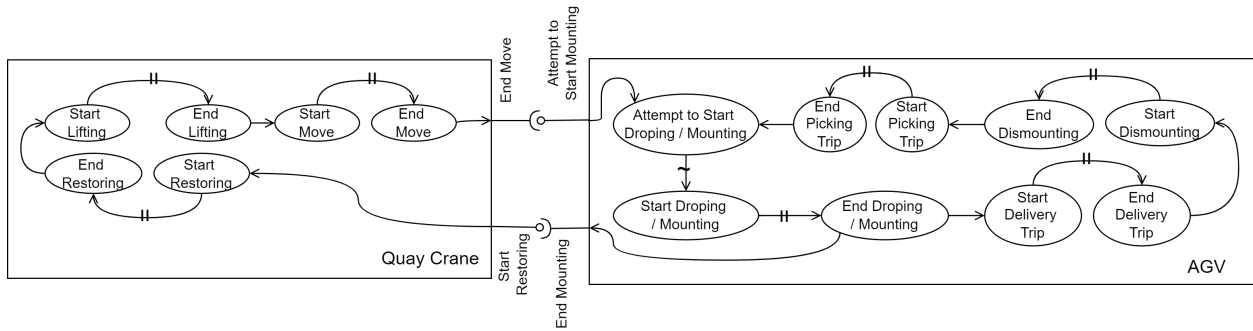 End Move
Attempt to
Start Mounting
Start
Lifting
End
Lifting
Start
Move
End
Move
End
Restoring
Start
Restoring
Quay Crane
Start
Restoring
End Mounting
Attempt to Start
Droping / Mounting
End
Picking
Trip
Start
Picking
Trip
End
Dismounting
Start
Dismounting
Start Droping
/ Mounting
End Droping
/ Mounting
Start
Delivery
Trip
End
Delivery
Trip
AGV